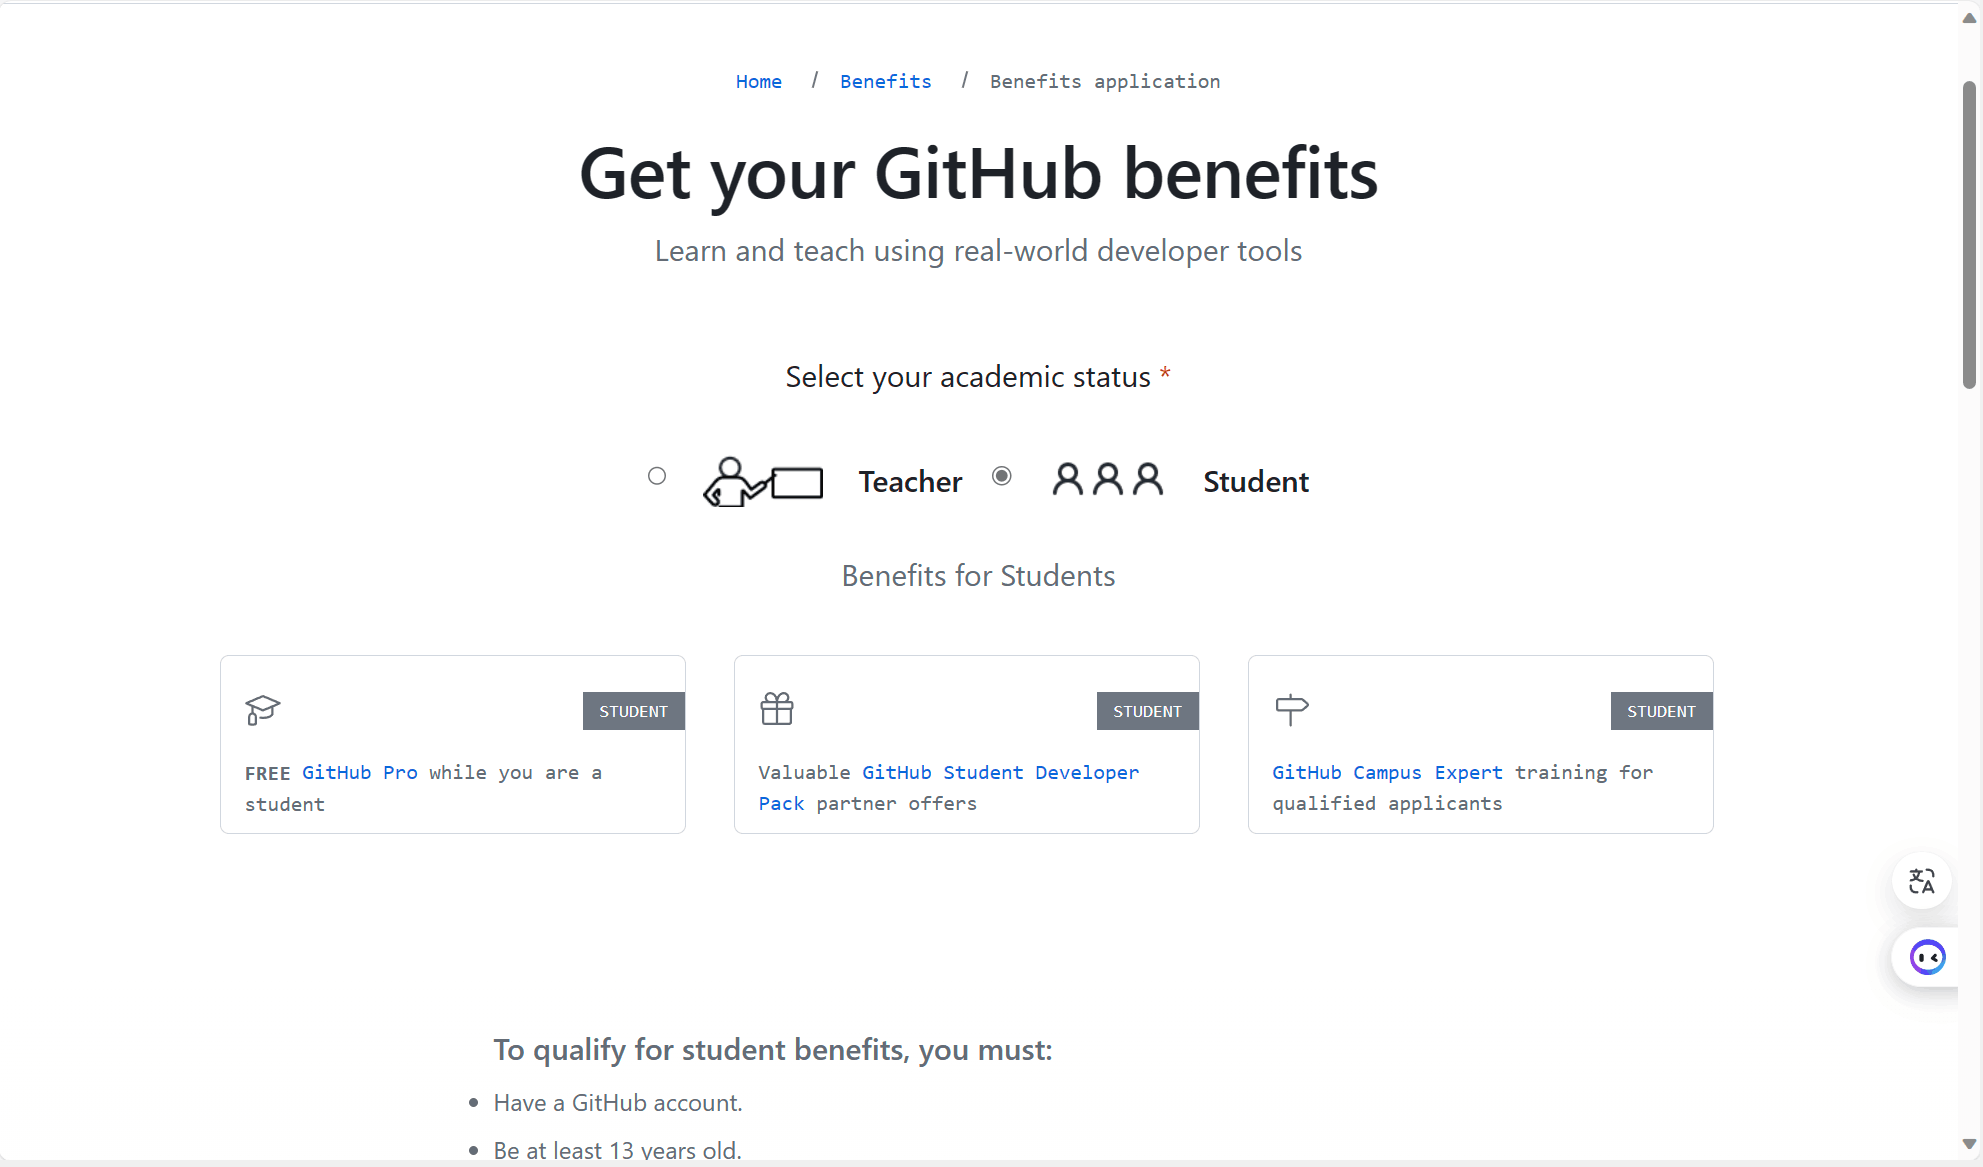 Home / Benefits / Benefits application
Get your GitHub benefits
Learn and teach using real-world developer tools
Select your academic status *
Teacher
Student
Benefits for Students
STUDENT
FREE GitHub Pro while you are a
student
STUDENT
Valuable GitHub Student Developer
Pack partner offers
STUDENT
GitHub Campus Expert training for
qualified applicants
文A
To qualify for student benefits, you must:
• Have a GitHub account.
• Be at least 13 years old.